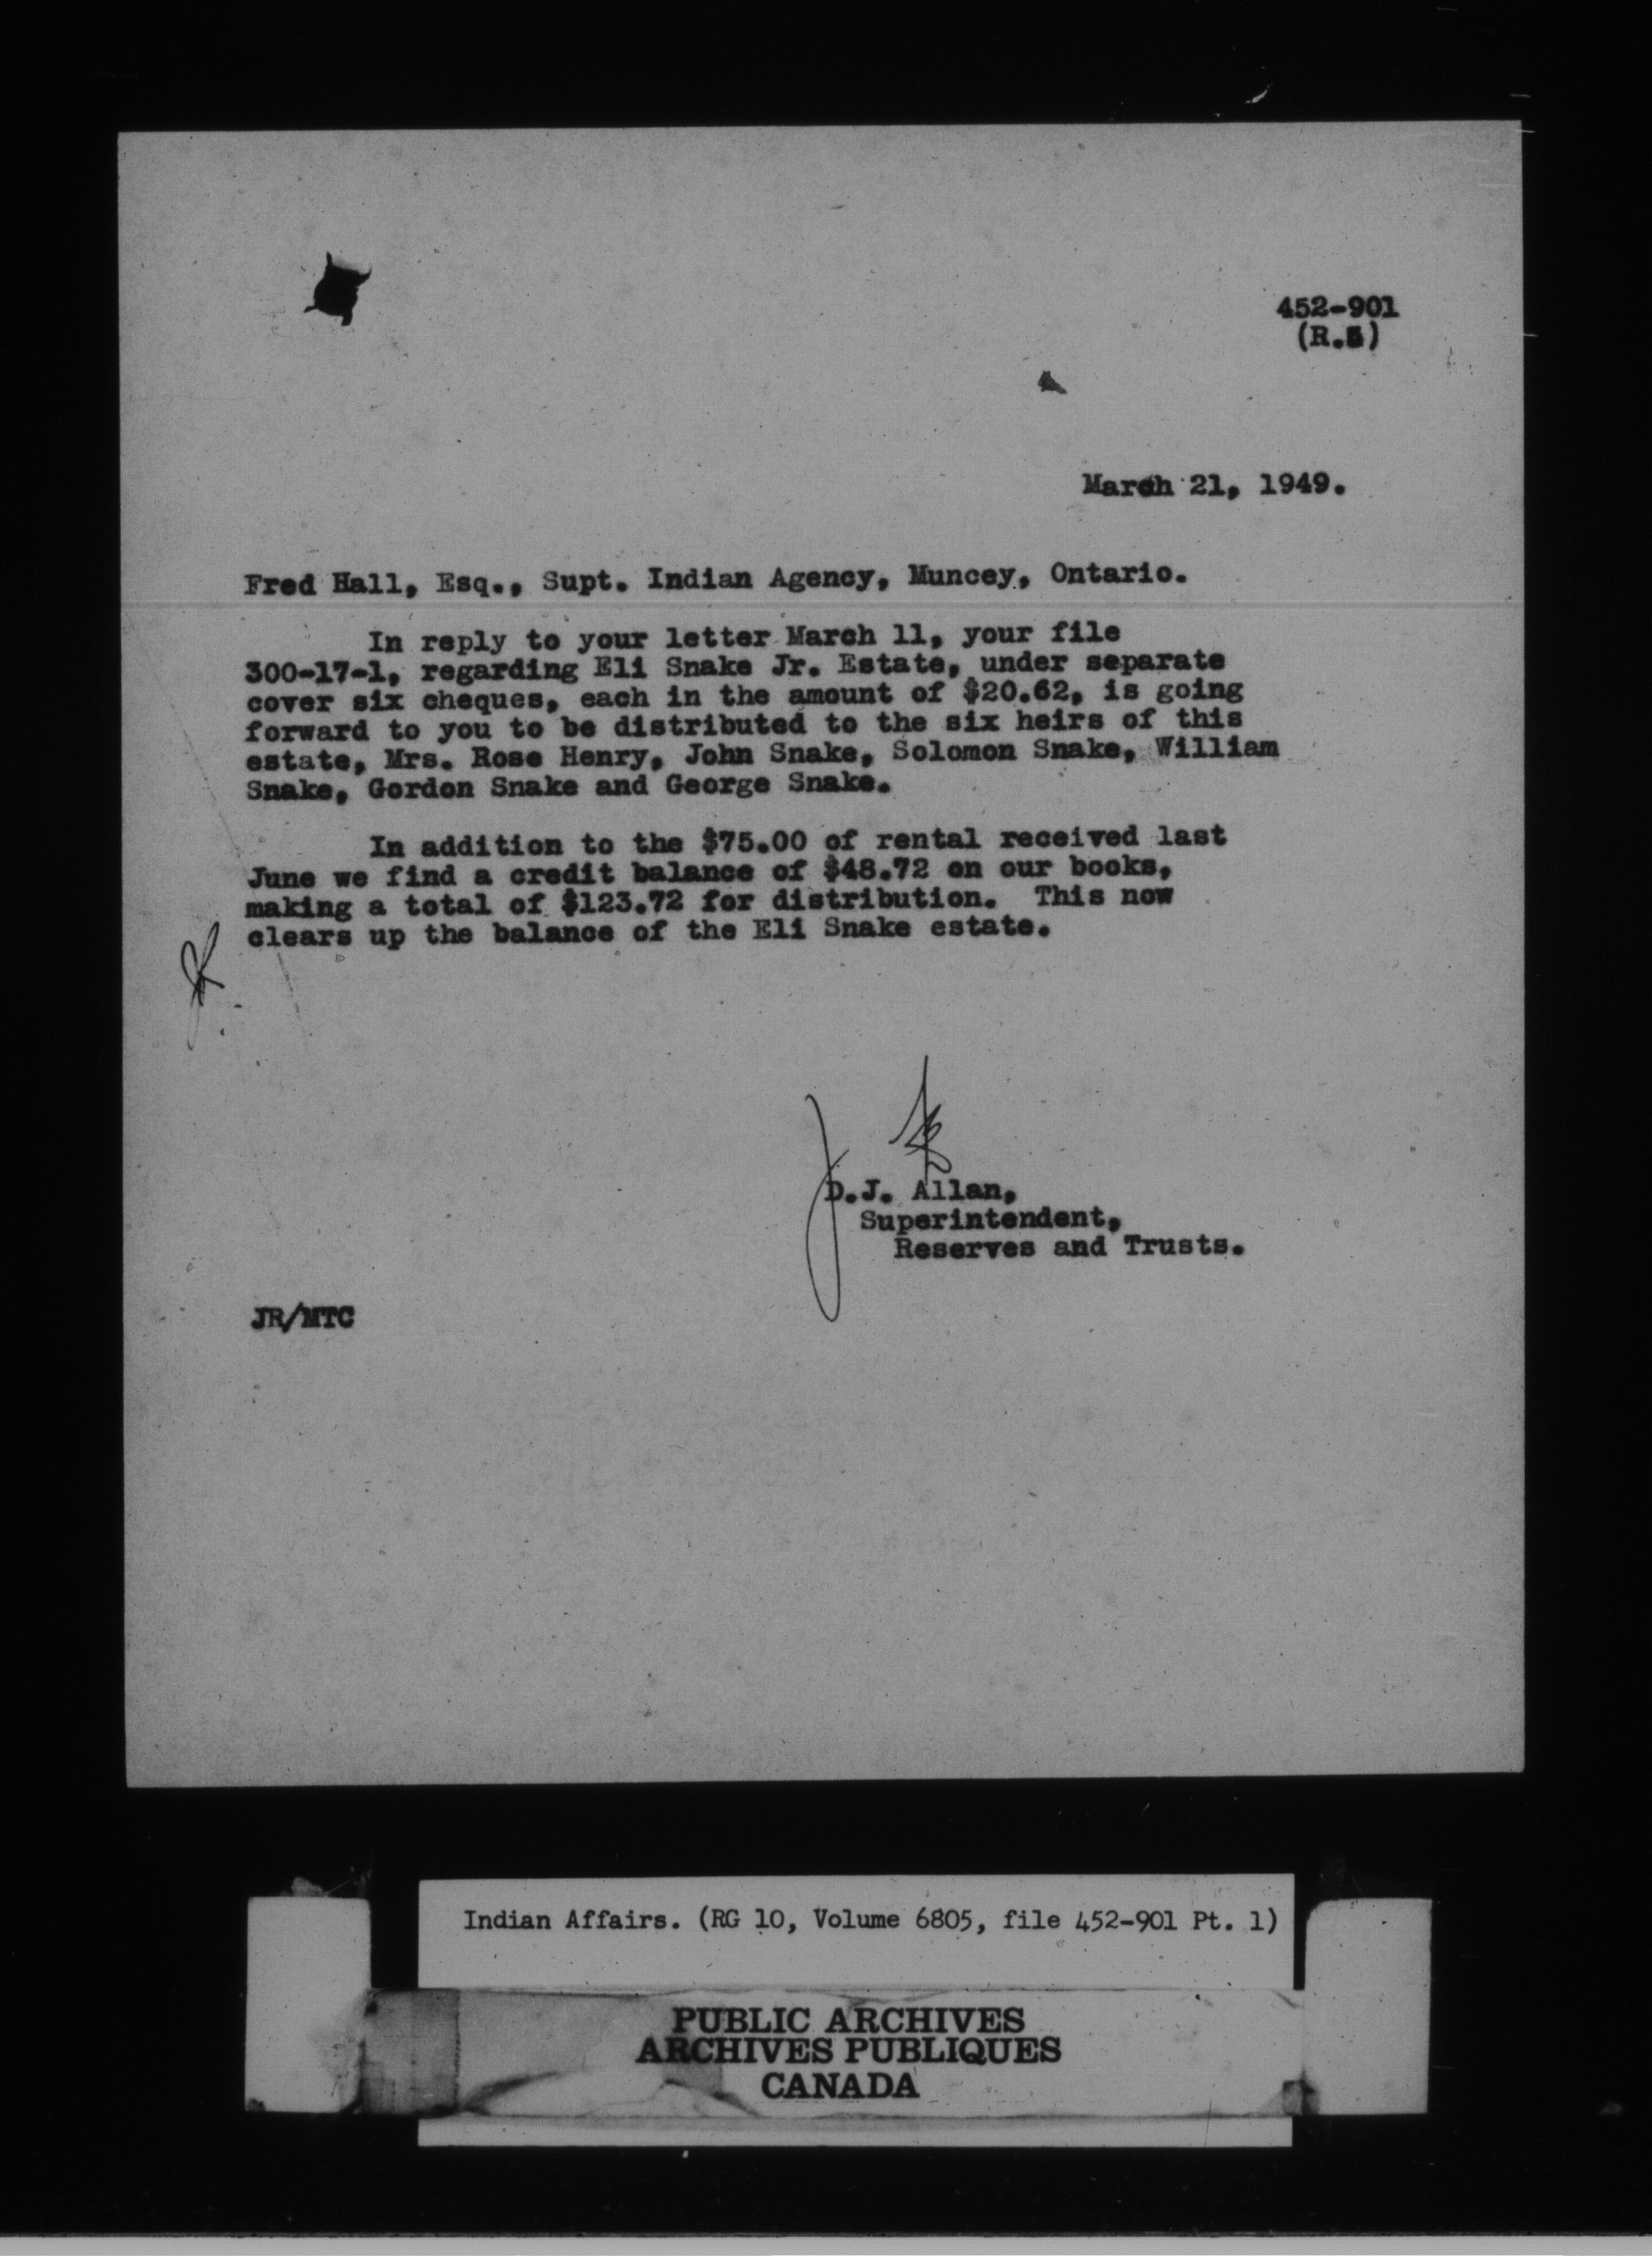 452-901
(R.5)
March 21, 1949.
Fred Hall, Esq., Supt. Indian Agency, Muncey, Ontario.
In reply to your letter March 11, your file
300-17-1, regarding Eli Snake Jr. Estate, under separate
cover six cheques, each in the amount of $20.62, is going
forward to you to be distributed to the six heirs of this
estate, Mrs. Rose Henry, John Snake, Solomon Snake, William
Snake, Gordon Snake and George Snake.
In addition to the $75.00 of rental received last
June we find a credit balance of $48.72 on our books,
making a total of $123.72 for distribution. This now
clears up the balance of the Eli Snake estate.
D.J. Allan,
Superintendent,
Reserves and Trusts.
JR/MTC
Indian Affairs. (RG 10, Volume 6805, file 452-901 Pt. 1)
PUBLIC ARCHIVES
ARCHIVES PUBLIQUES
CANADA